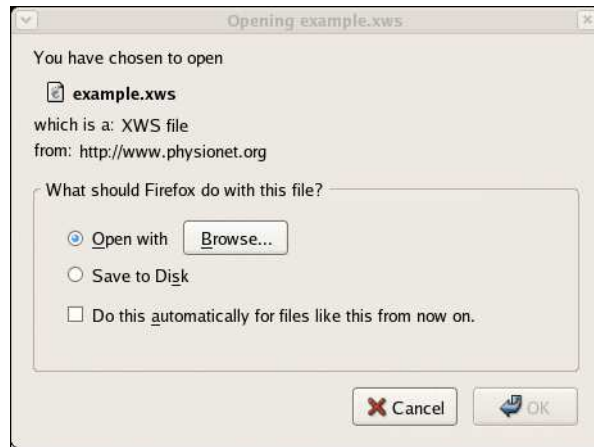 Opening example.xws
You have chosen to open
example.xws
which is a: XWS file
from: http://www.physionet.org
What should Firefox do with this file?
Open with Browse...
Save to Disk
Do this automatically for files like this from now on.
Cancel OK